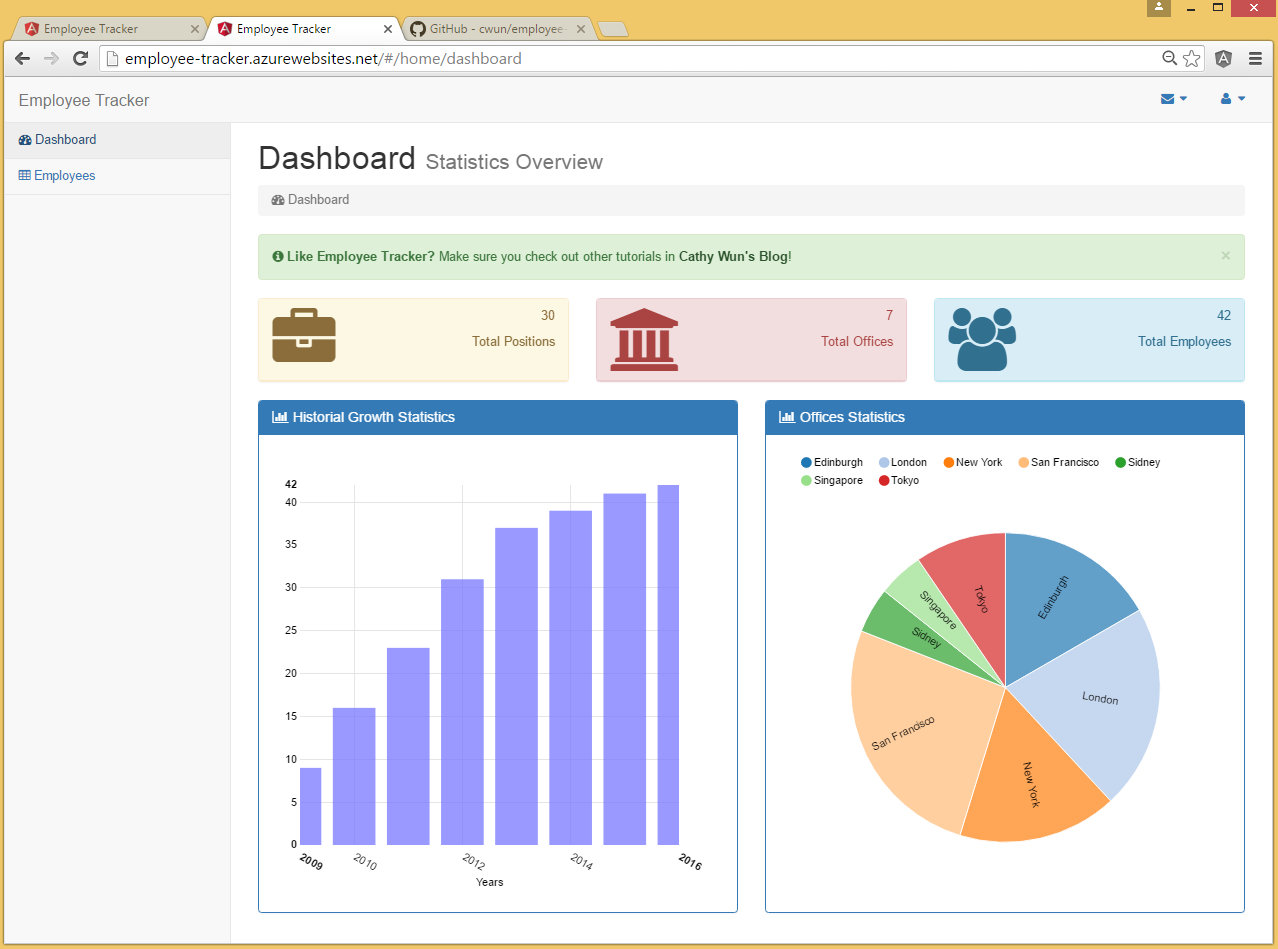 Employee Tracker
Employee Tracker
GitHub - cwun/employee-
employee-tracker.azurewebsites.net/#/home/dashboard
Employee Tracker
Dashboard
Employees
Dashboard Statistics Overview
Dashboard
Like Employee Tracker? Make sure you check out other tutorials in Cathy Wun's Blog!
×
30
Total Positions
7
Total Offices
42
Total Employees
Historial Growth Statistics
42
40
35
30
25
20
15
10
5
0
2009
2010
2012
2014
2016
Years
Offices Statistics
Edinburgh London New York San Francisco Sidney
Singapore Tokyo
Edinburgh
London
New York
San Francisco
Sidney
Singapore
Tokyo